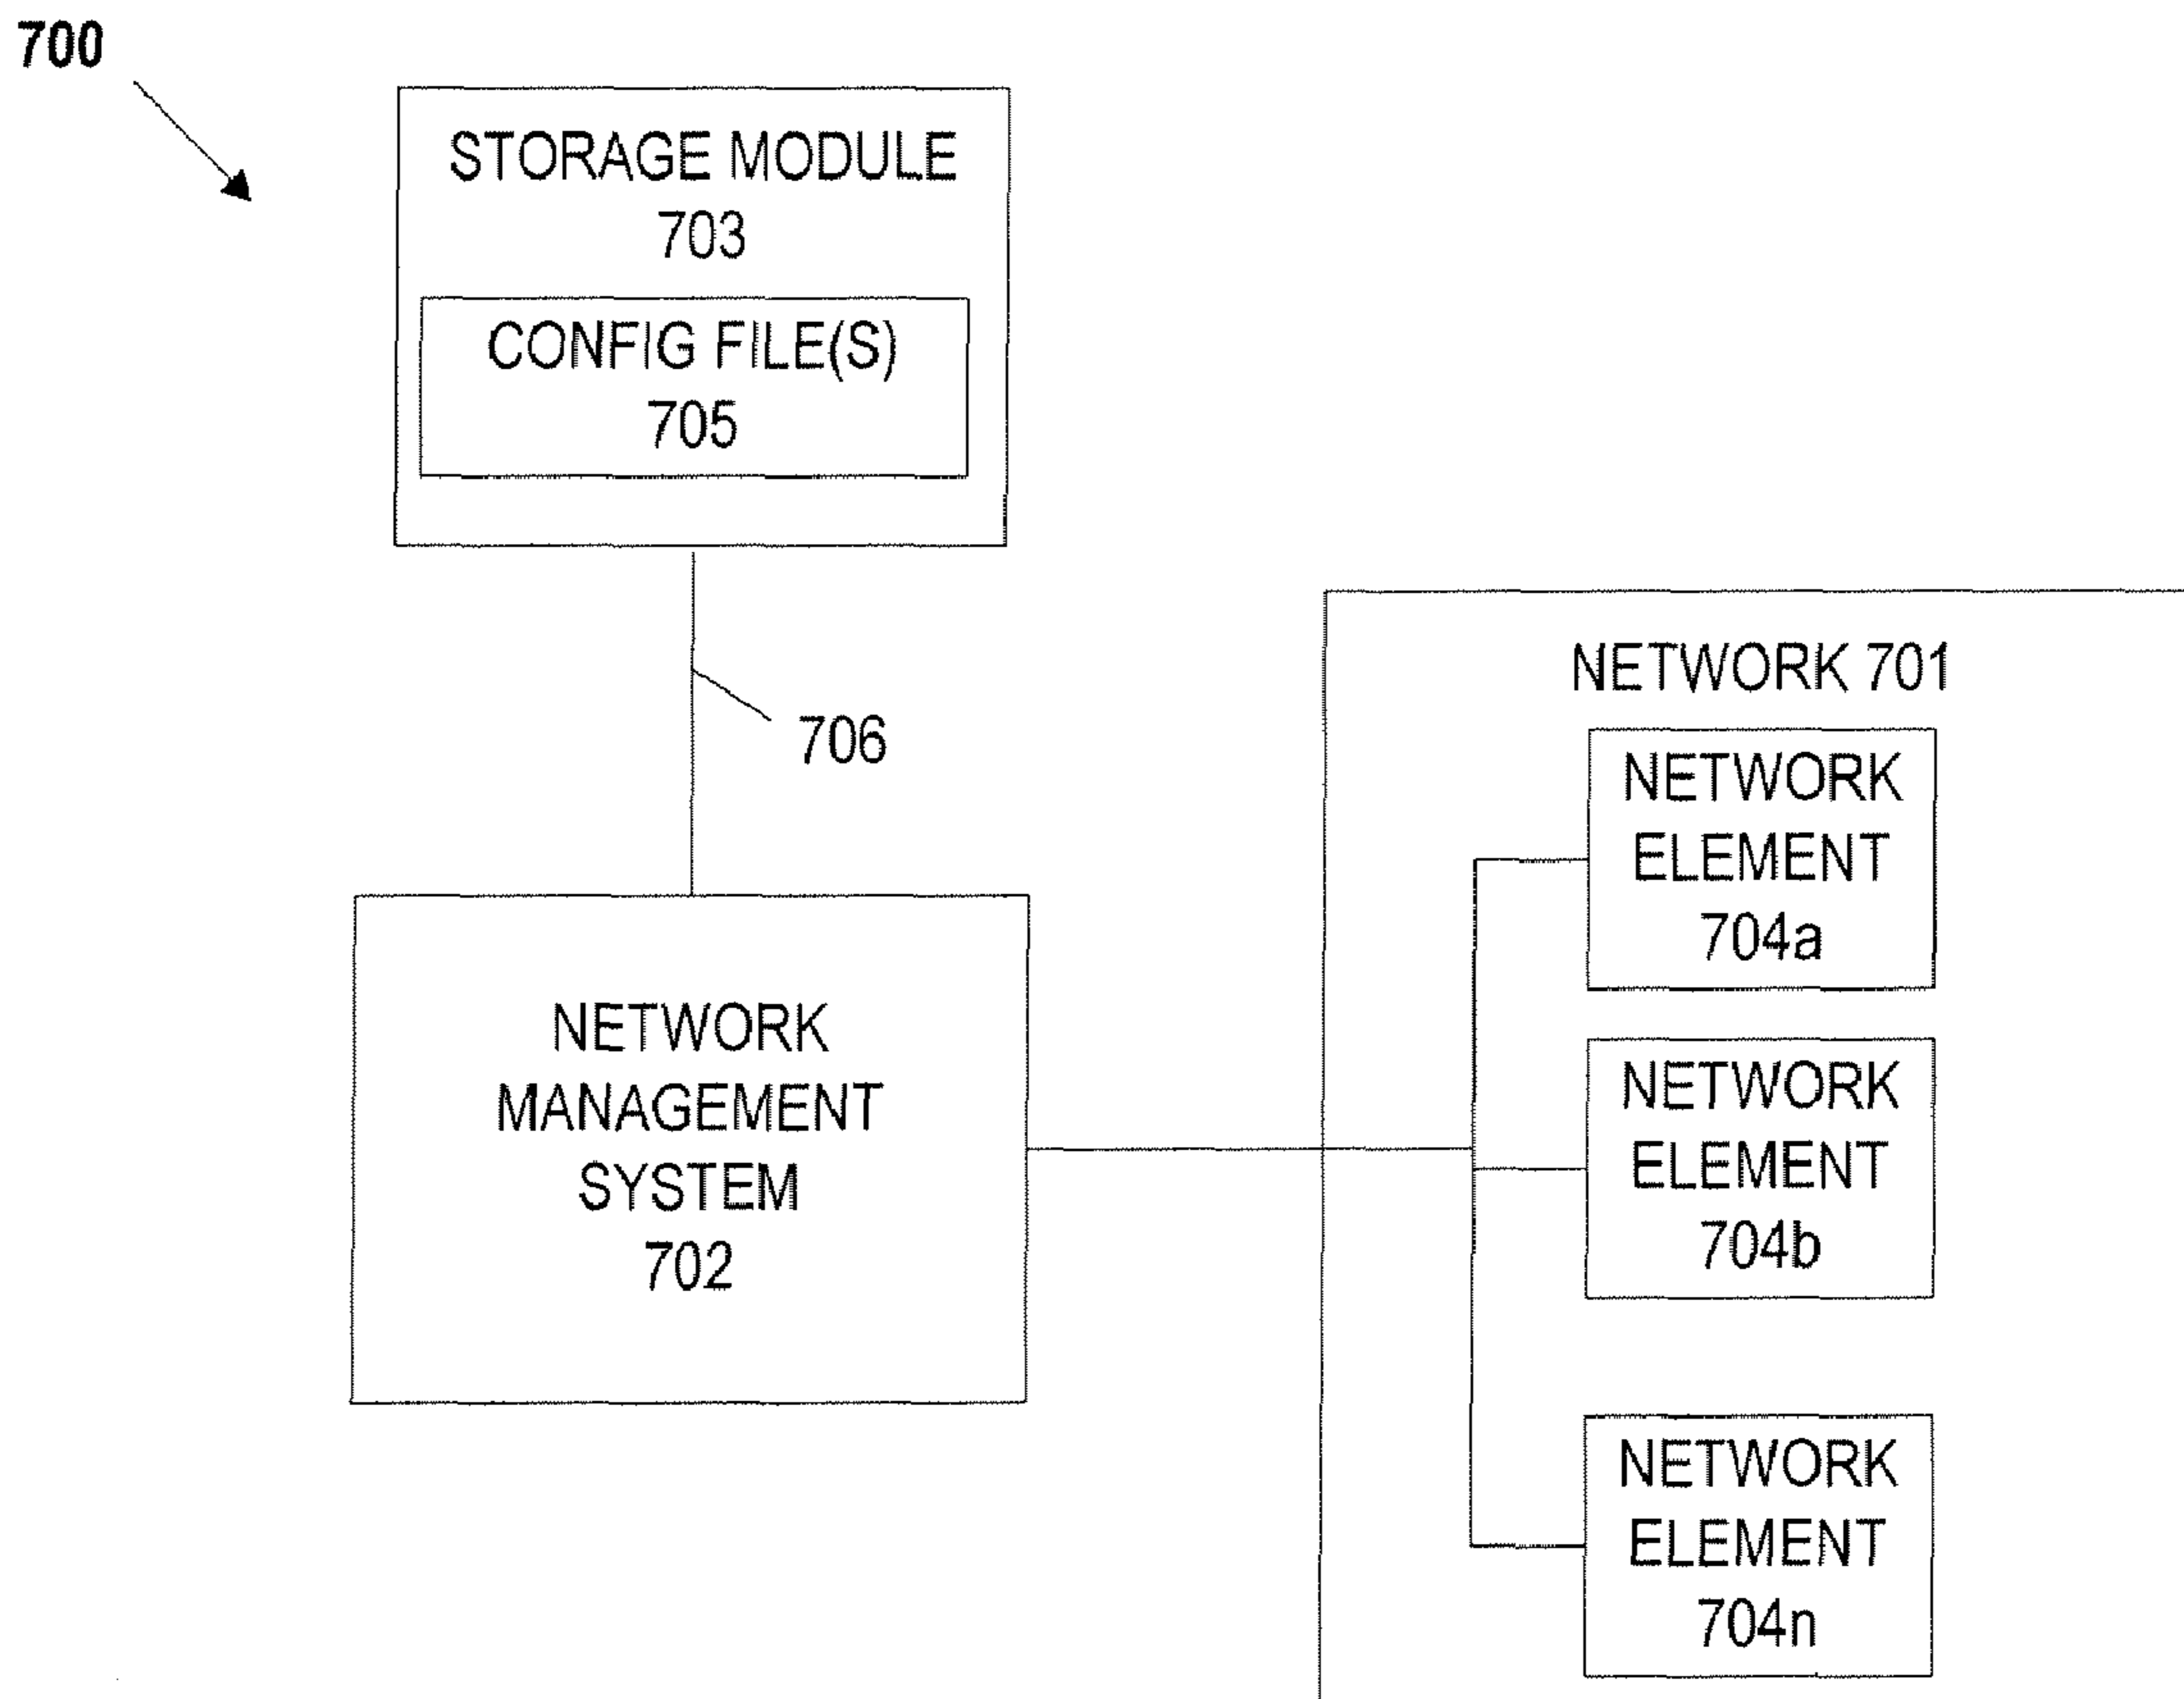 700
STORAGE MODULE
703
CONFIG FILE(S)
705
706
NETWORK 701
NETWORK
ELEMENT
704a
NETWORK
MANAGEMENT
SYSTEM
702
NETWORK
ELEMENT
704b
NETWORK
ELEMENT
704n